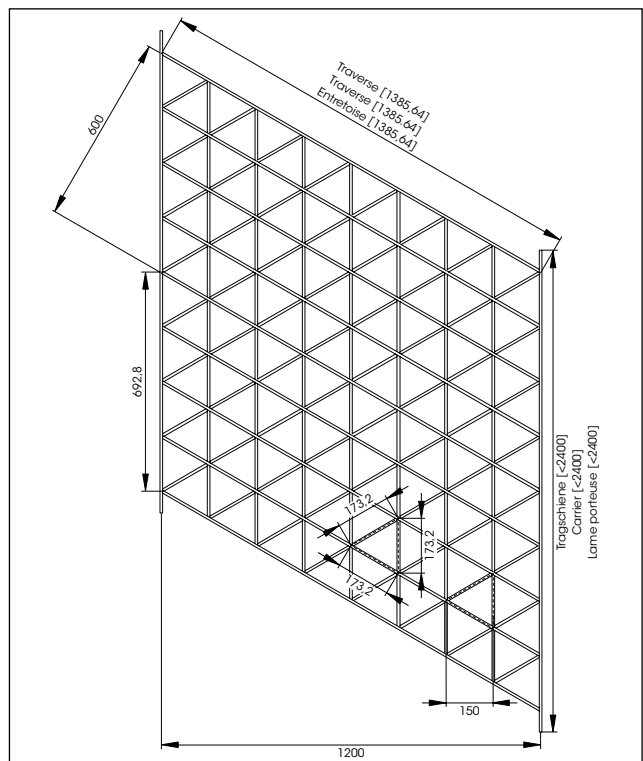 Traverse [1385,64]
Traverse [1385,64]
Entretoise [1385,64]
600
692.8
173,2
173,2
173,2
Tragschiene [<2400]
Carrier [<2400]
Lame porteuse [<2400]
150
1200